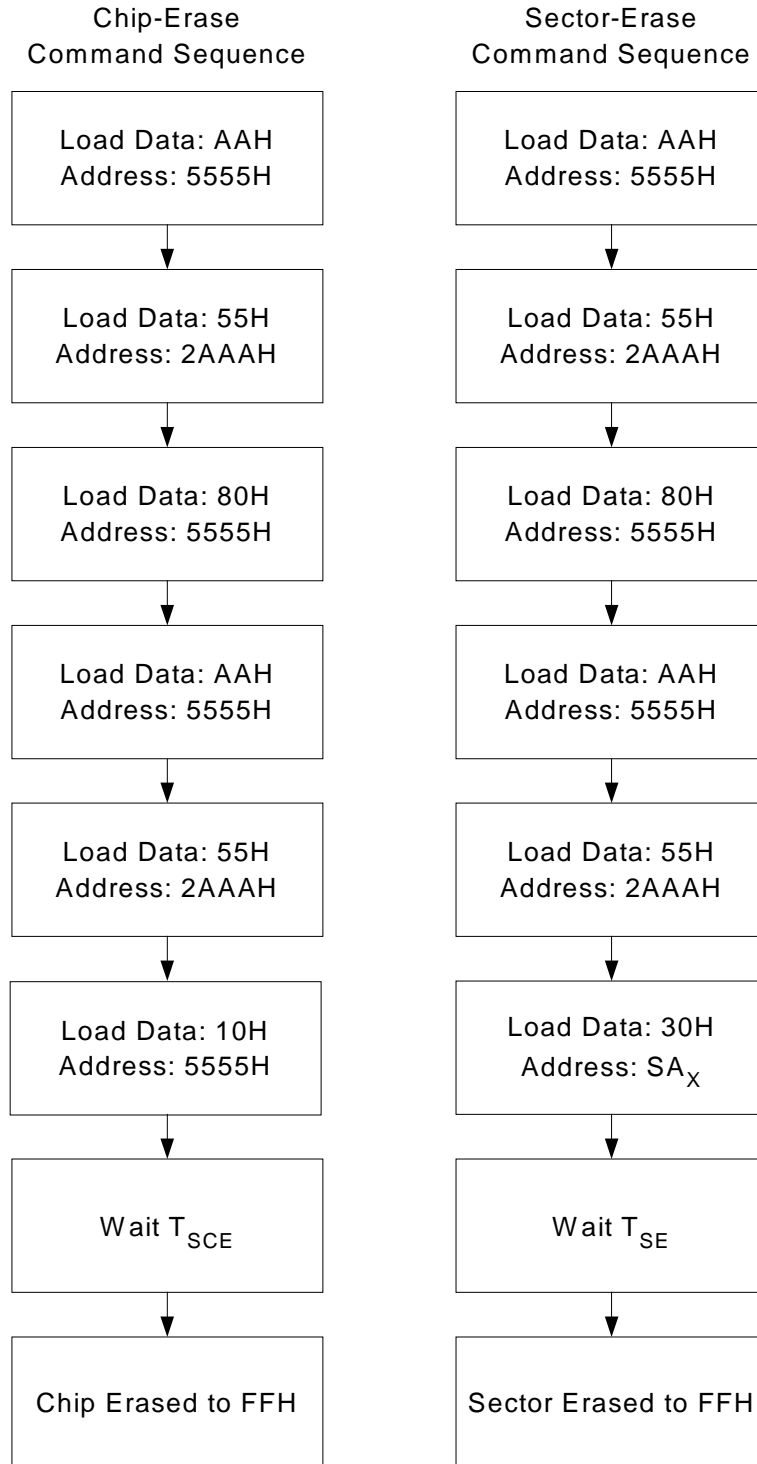 Chip-Erase
Command Sequence
Load Data: AAH
Address: 5555H
Load Data: 55H
Address: 2AAAH
Load Data: 80H
Address: 5555H
Load Data: AAH
Address: 5555H
Load Data: 55H
Address: 2AAAH
Load Data: 10H
Address: 5555H
Wait TSCE
Chip Erased to FFH
Sector-Erase
Command Sequence
Load Data: AAH
Address: 5555H
Load Data: 55H
Address: 2AAAH
Load Data: 80H
Address: 5555H
Load Data: AAH
Address: 5555H
Load Data: 55H
Address: 2AAAH
Load Data: 30H
Address: SAX
Wait TSE
Sector Erased to FFH